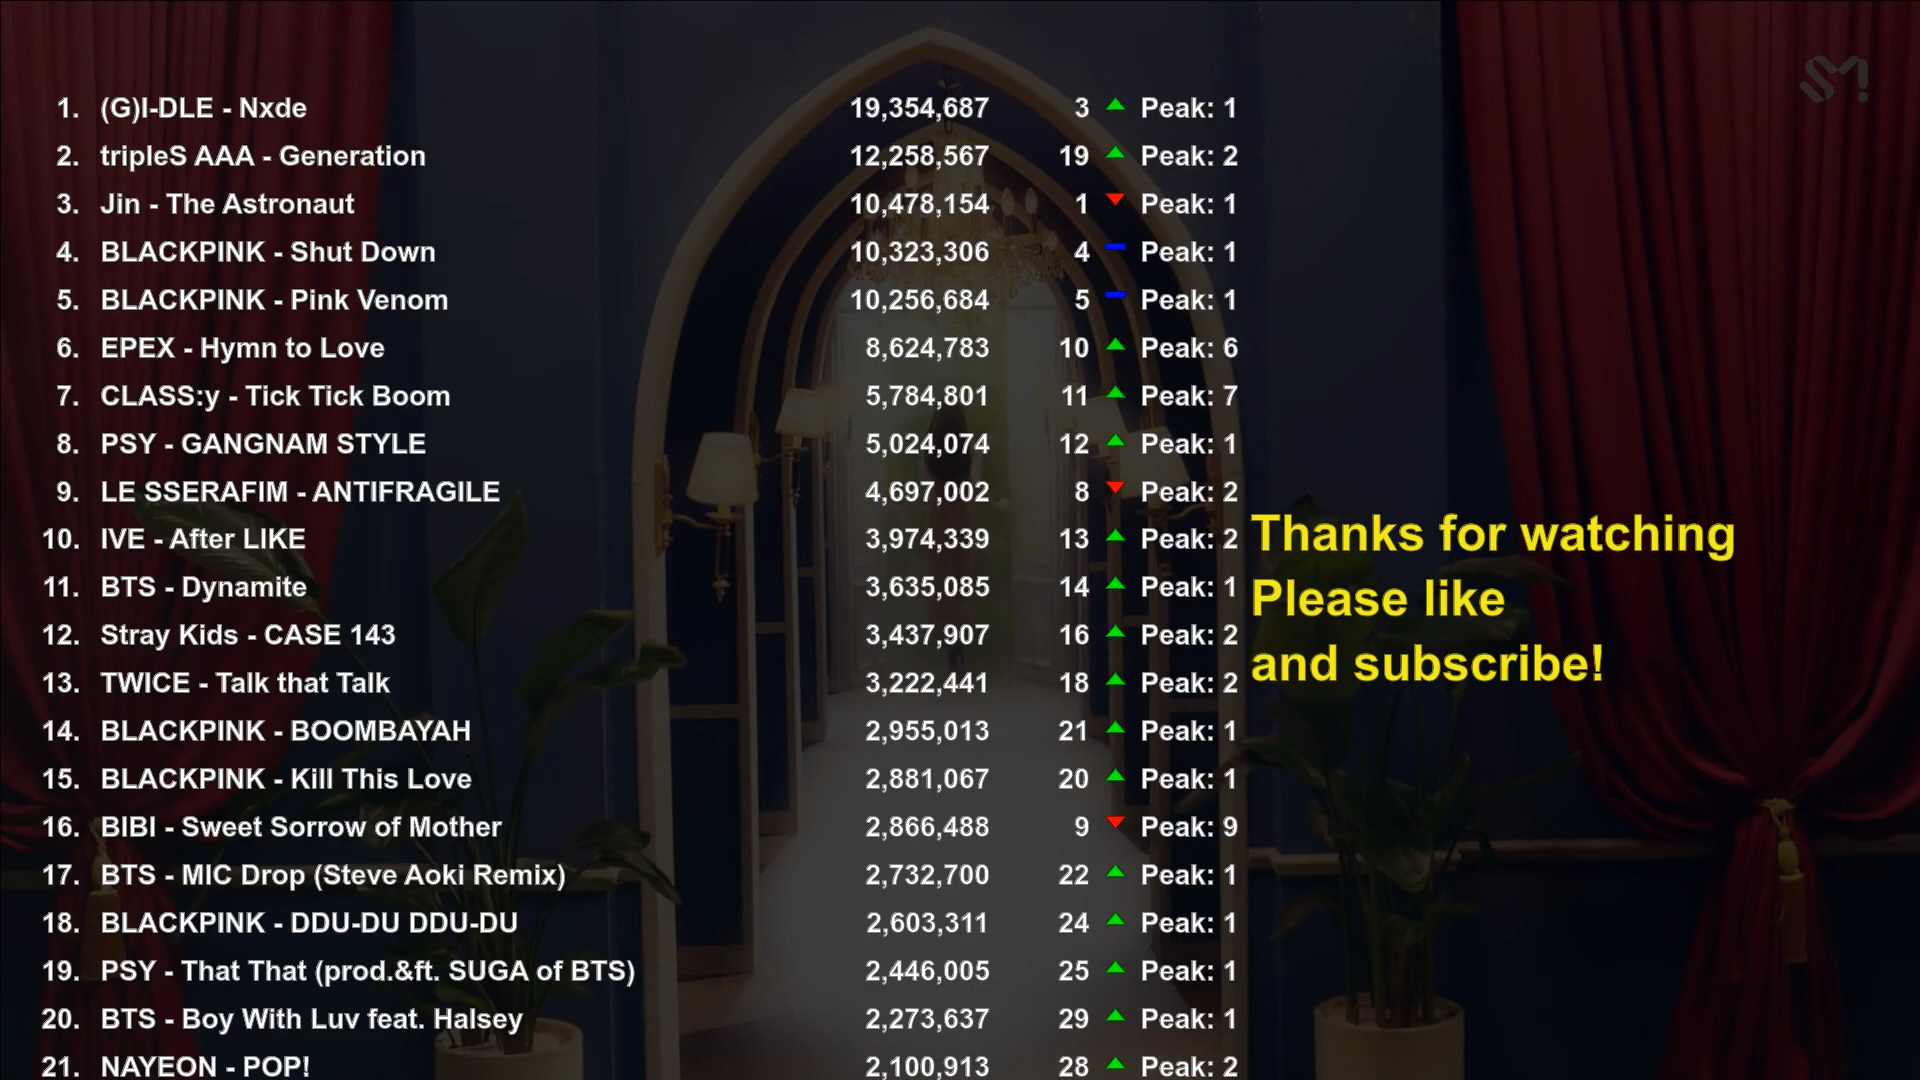 1. (G)I-DLE - Nxde 19,354,687 3 Peak: 1
2. tripleS AAA - Generation 12,258,567 19 Peak: 2
3. Jin - The Astronaut 10,478,154 1 Peak: 1
4. BLACKPINK - Shut Down 10,323,306 4 Peak: 1
5. BLACKPINK - Pink Venom 10,256,684 5 Peak: 1
6. EPEX - Hymn to Love 8,624,783 10 Peak: 6
7. CLASS:y - Tick Tick Boom 5,784,801 11 Peak: 7
8. PSY - GANGNAM STYLE 5,024,074 12 Peak: 1
9. LE SSERAFIM - ANTIFRAGILE 4,697,002 8 Peak: 2
10. IVE - After LIKE 3,974,339 13 Peak: 2
11. BTS - Dynamite 3,635,085 14 Peak: 1
12. Stray Kids - CASE 143 3,437,907 16 Peak: 2
13. TWICE - Talk that Talk 3,222,441 18 Peak: 2
14. BLACKPINK - BOOMBAYAH 2,955,013 21 Peak: 1
15. BLACKPINK - Kill This Love 2,881,067 20 Peak: 1
16. BIBI - Sweet Sorrow of Mother 2,866,488 9 Peak: 9
17. BTS - MIC Drop (Steve Aoki Remix) 2,732,700 22 Peak: 1
18. BLACKPINK - DDU-DU DDU-DU 2,603,311 24 Peak: 1
19. PSY - That That (prod.&ft. SUGA of BTS) 2,446,005 25 Peak: 1
20. BTS - Boy With Luv feat. Halsey 2,273,637 29 Peak: 1
21. NAYEON - POP! 2,100,913 28 Peak: 2
Thanks for watching
Please like
and subscribe!
SM!